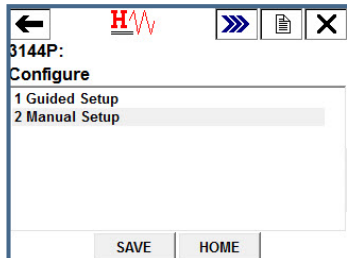 H
3144P:
Configure
1 Guided Setup
2 Manual Setup
SAVE HOME